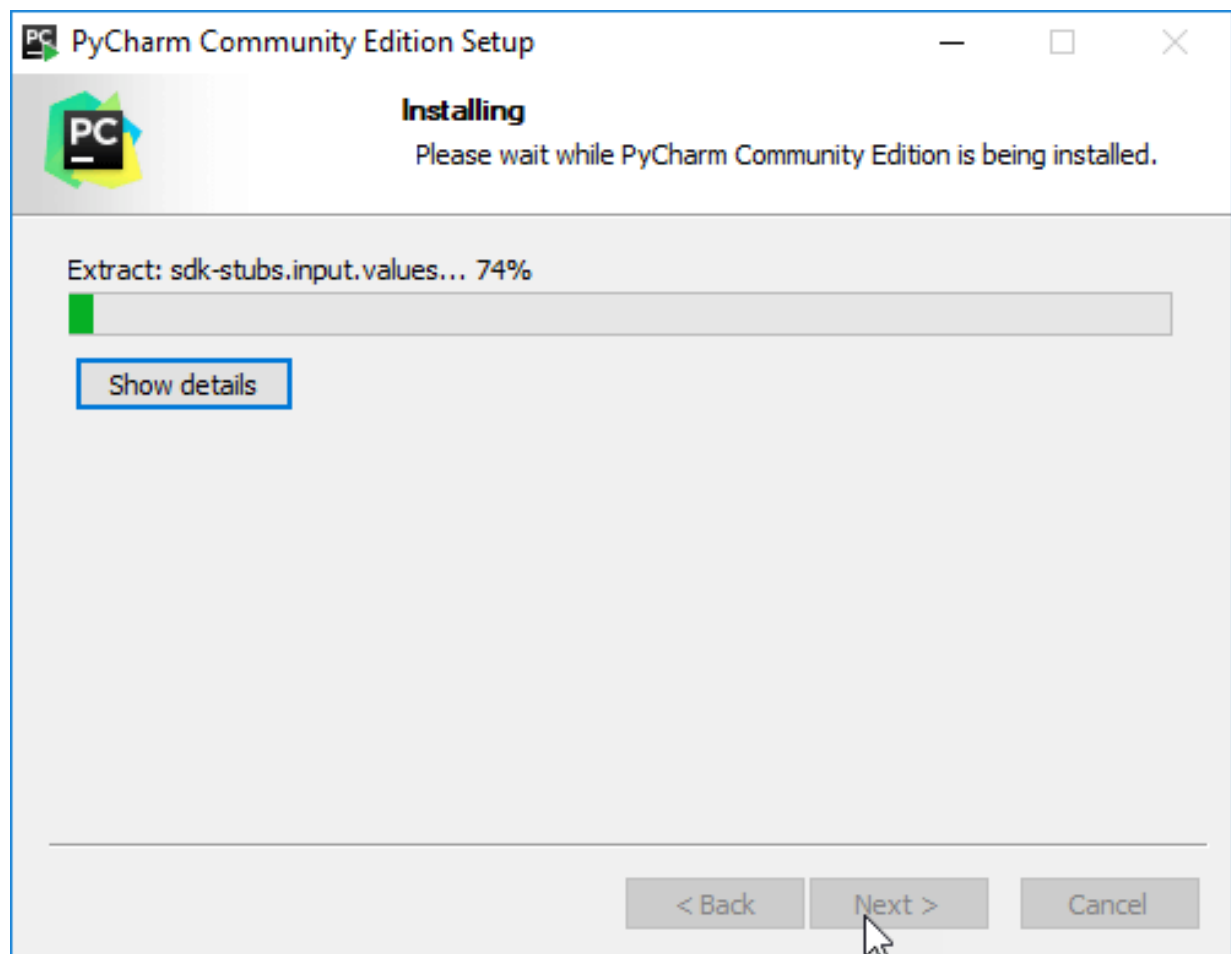 PC PyCharm Community Edition Setup
PC
Installing
Please wait while PyCharm Community Edition is being installed.
Extract: sdk-stubs.input.values... 74%
Show details
< Back Next > Cancel